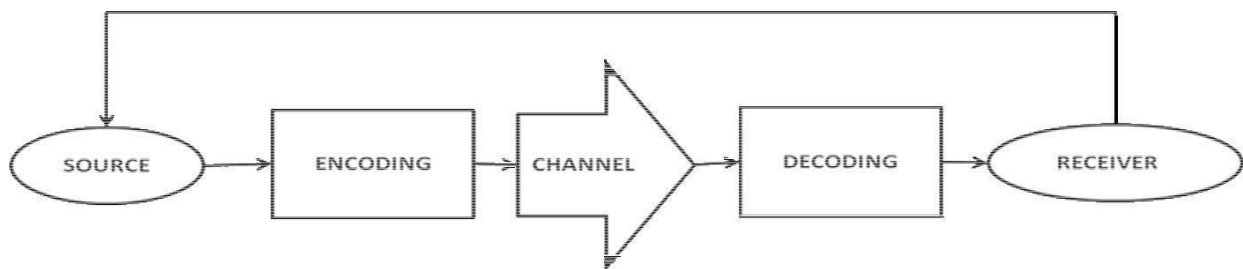 SOURCE
ENCODING
CHANNEL
DECODING
RECEIVER